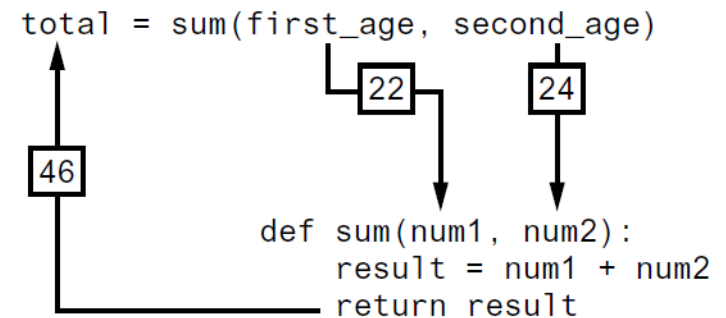 total = sum(first_age, second_age)
22
24
46
def sum(num1, num2):
    result = num1 + num2
    return result